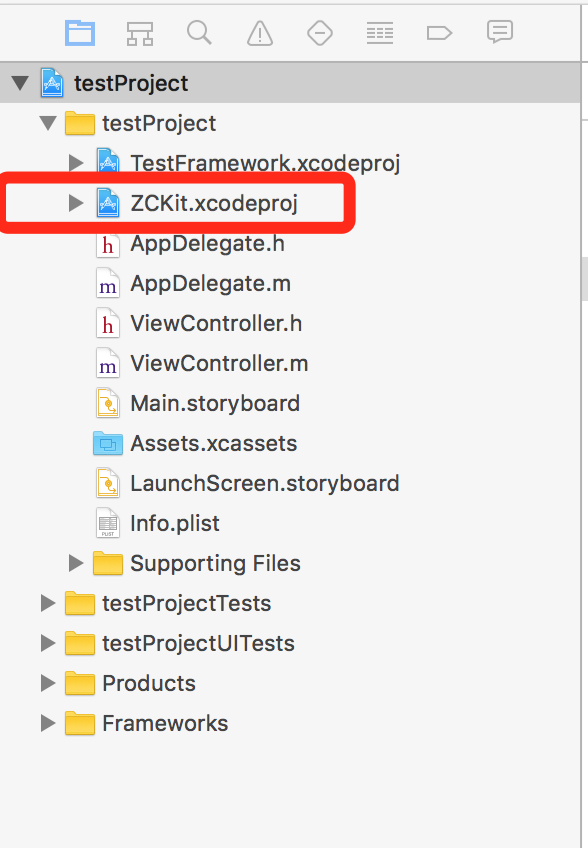 testProject
testProject
TestFramework.xcodeproj
ZCKit.xcodeproj
h AppDelegate.h
m AppDelegate.m
h ViewController.h
m ViewController.m
Main.storyboard
Assets.xcassets
LaunchScreen.storyboard
PLIST Info.plist
Supporting Files
testProjectTests
testProjectUITests
Products
Frameworks